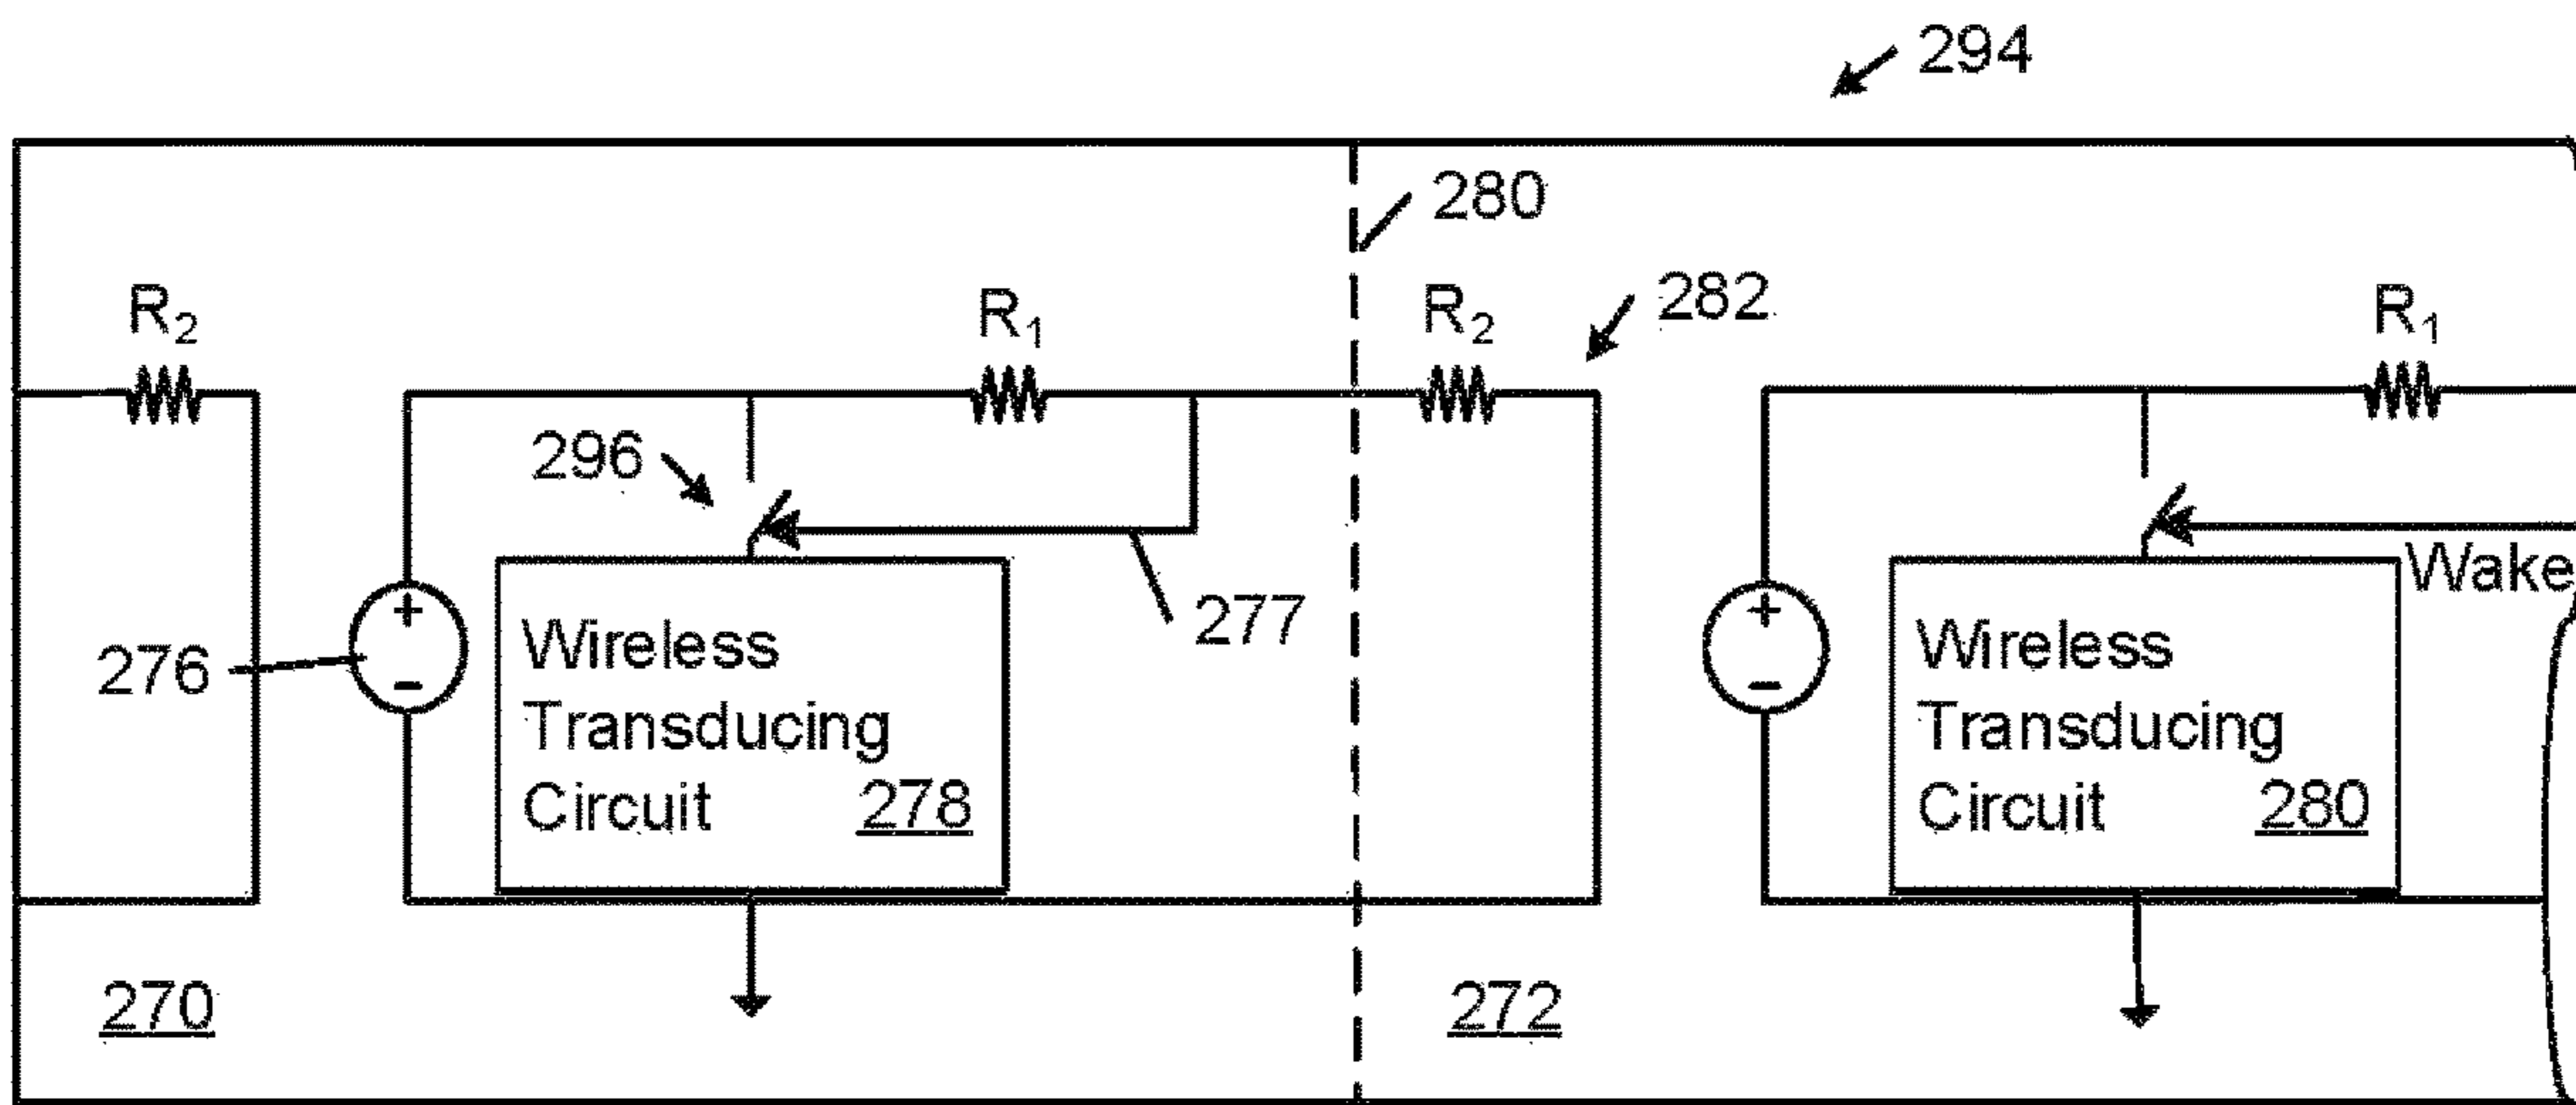 294
280
R2
R1
R2
282
R1
296
277
Wake
276
+
-
Wireless
Transducing
Circuit 278
+
-
Wireless
Transducing
Circuit 280
270
272